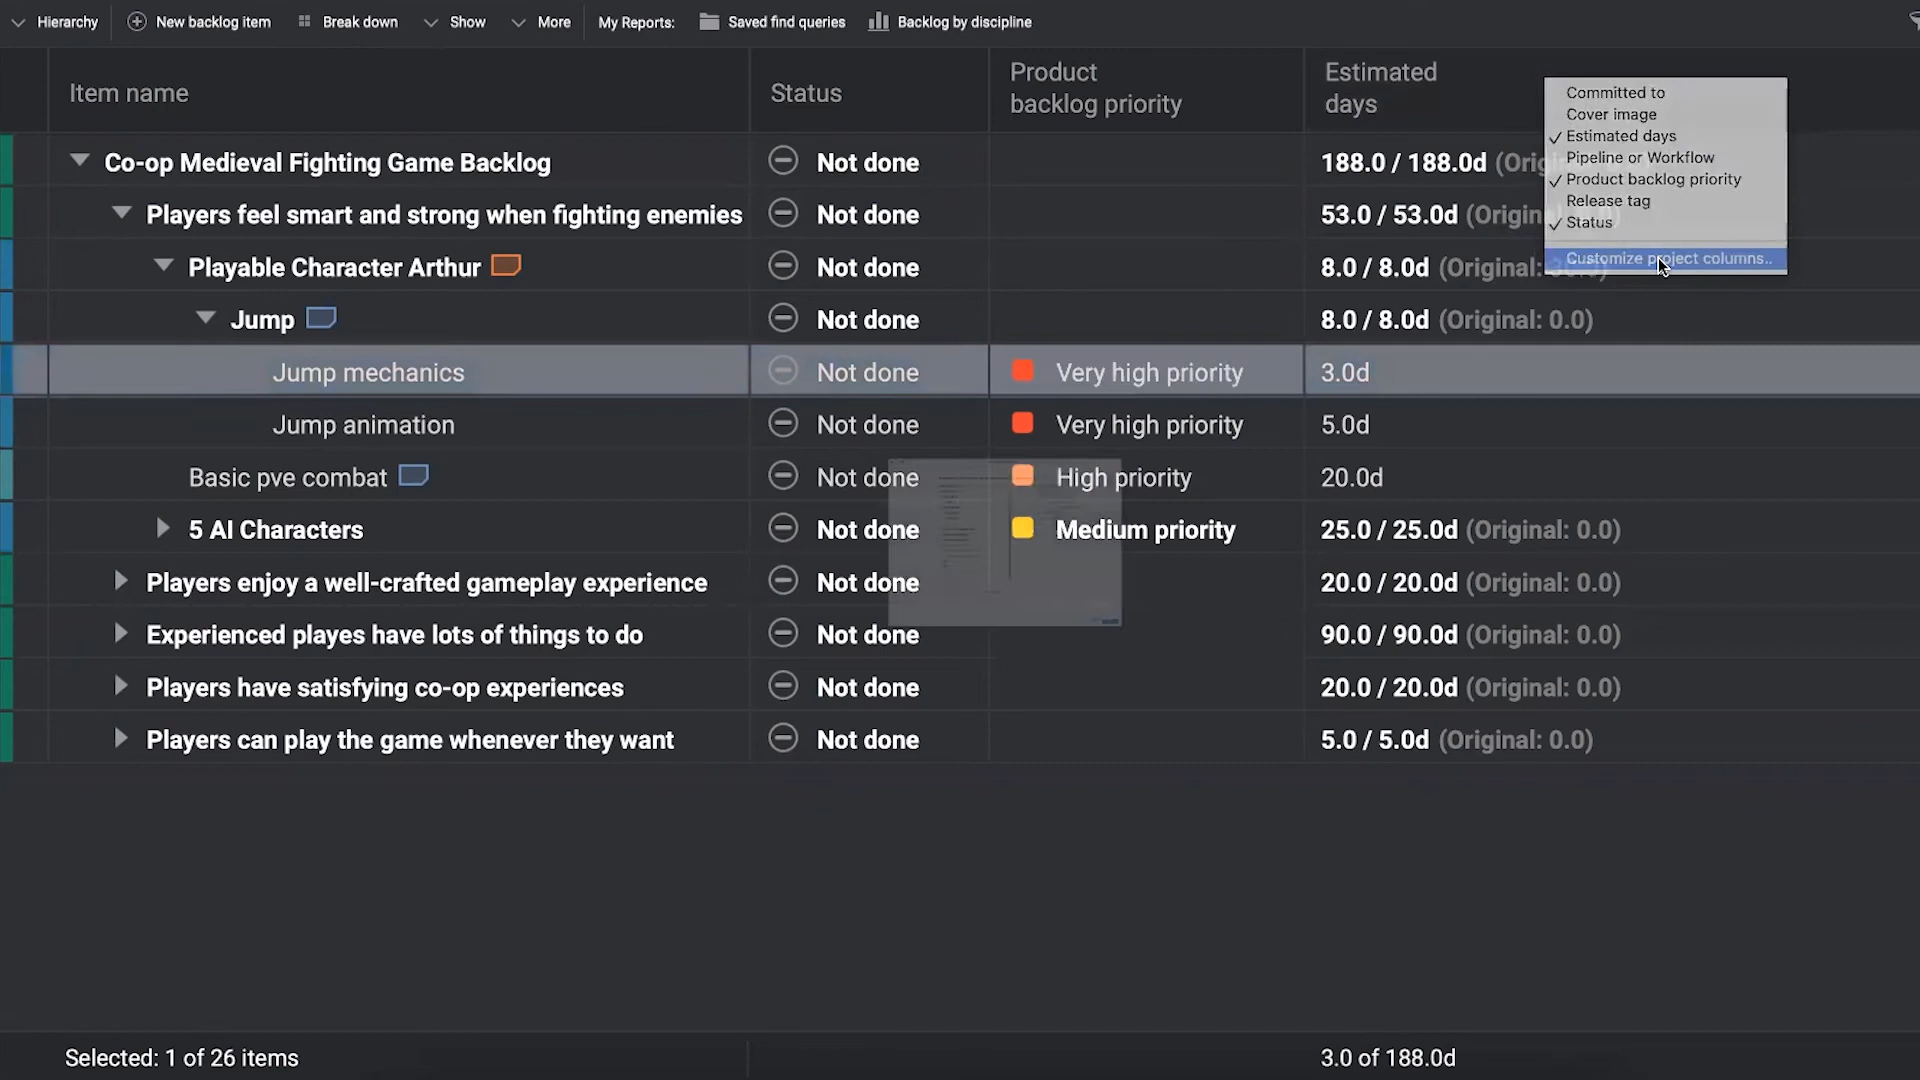 Hierarchy New backlog item Break down Show More My Reports: Saved find queries Backlog by discipline
Item name Status Product backlog priority Estimated days
Committed to
Cover image
Estimated days
Pipeline or Workflow
Product backlog priority
Release tag
Status
Customize project columns..
Co-op Medieval Fighting Game Backlog Not done 188.0 / 188.0d (Orig
Players feel smart and strong when fighting enemies Not done 53.0 / 53.0d (Origin
Playable Character Arthur Not done 8.0 / 8.0d (Original:
Jump Not done 8.0 / 8.0d (Original: 0.0)
Jump mechanics Not done Very high priority 3.0d
Jump animation Not done Very high priority 5.0d
Basic pve combat Not done High priority 20.0d
5 AI Characters Not done Medium priority 25.0 / 25.0d (Original: 0.0)
Players enjoy a well-crafted gameplay experience Not done 20.0 / 20.0d (Original: 0.0)
Experienced playes have lots of things to do Not done 90.0 / 90.0d (Original: 0.0)
Players have satisfying co-op experiences Not done 20.0 / 20.0d (Original: 0.0)
Players can play the game whenever they want Not done 5.0 / 5.0d (Original: 0.0)
Selected: 1 of 26 items 3.0 of 188.0d